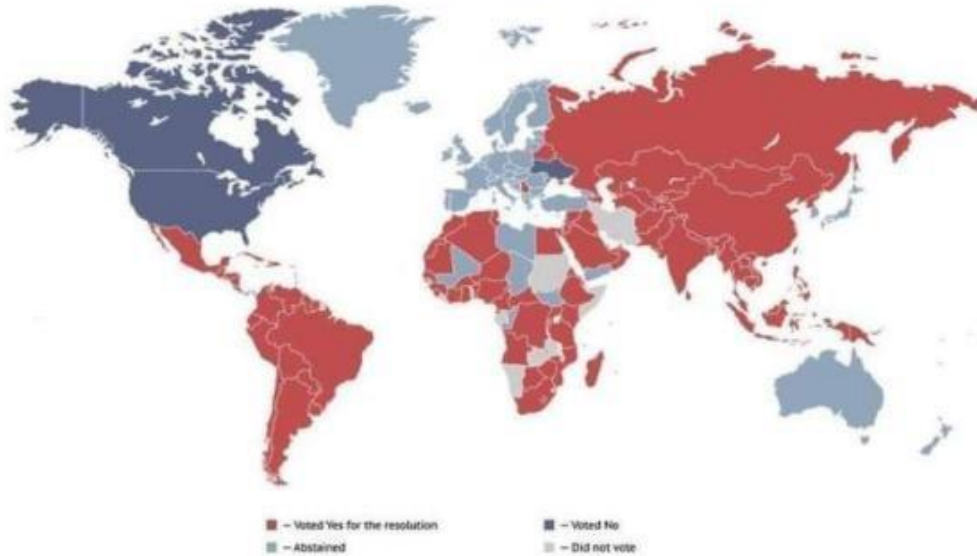 – Voted Yes for the resolution
– Voted No
– Abstained
– Did not vote